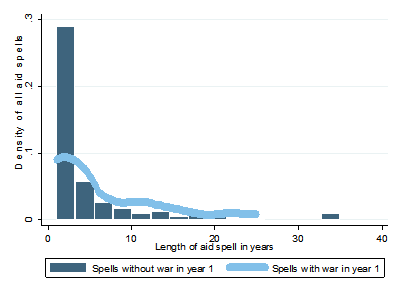 Density of all aid spells
.3
.2
.1
0
0 10 20 30 40
Length of aid spell in years
Spells without war in year 1 Spells with war in year 1